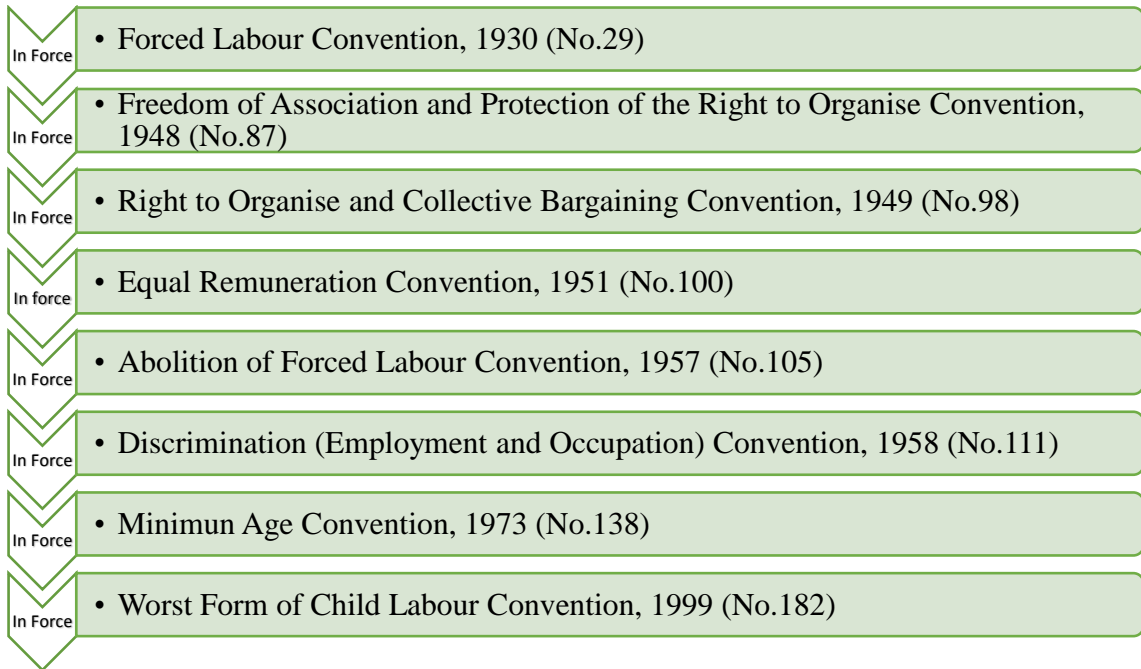 In Force
• Forced Labour Convention, 1930 (No.29)
In Force
• Freedom of Association and Protection of the Right to Organise Convention,
1948 (No.87)
In Force
• Right to Organise and Collective Bargaining Convention, 1949 (No.98)
In force
• Equal Remuneration Convention, 1951 (No.100)
In Force
• Abolition of Forced Labour Convention, 1957 (No.105)
In Force
• Discrimination (Employment and Occupation) Convention, 1958 (No.111)
In Force
• Minimun Age Convention, 1973 (No.138)
In Force
• Worst Form of Child Labour Convention, 1999 (No.182)